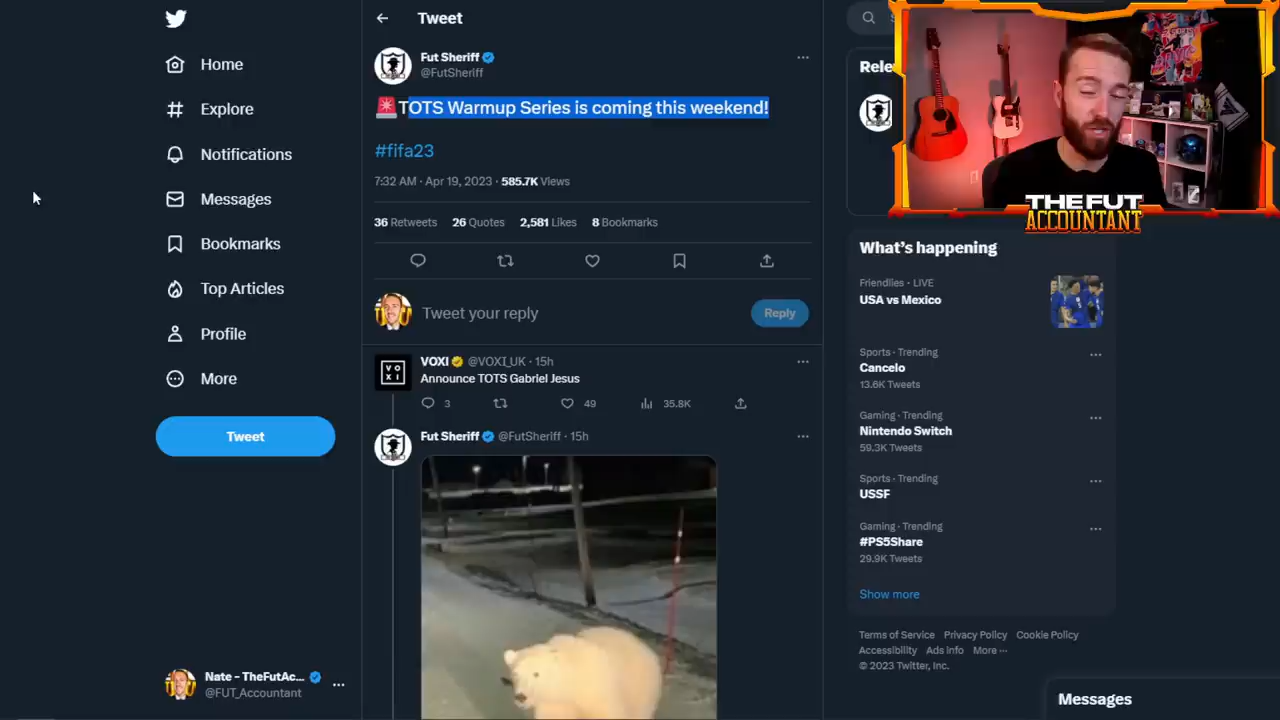 Home
Explore
Notifications
Messages
Bookmarks
Top Articles
Profile
More
Tweet
Nate - TheFutAc...
@FUT_Accountant
Tweet
Fut Sheriff
@FutSheriff
TOTS Warmup Series is coming this weekend!
#fifa23
7:32 AM · Apr 19, 2023 · 585.7K Views
36 Retweets 26 Quotes 2,581 Likes 8 Bookmarks
Tweet your reply
Reply
VOXI @VOXI_UK · 15h
Announce TOTS Gabriel Jesus
3 49 35.8K
Fut Sheriff @FutSheriff · 15h
Rele
THE FUT
ACCOUNTANT
What's happening
Friendlies · LIVE
USA vs Mexico
Sports · Trending
Cancelo
13.6K Tweets
Gaming · Trending
Nintendo Switch
59.3K Tweets
Sports · Trending
USSF
Gaming · Trending
#PS5Share
29.9K Tweets
Show more
Terms of Service Privacy Policy Cookie Policy
Accessibility Ads info More ···
© 2023 Twitter, Inc.
Messages